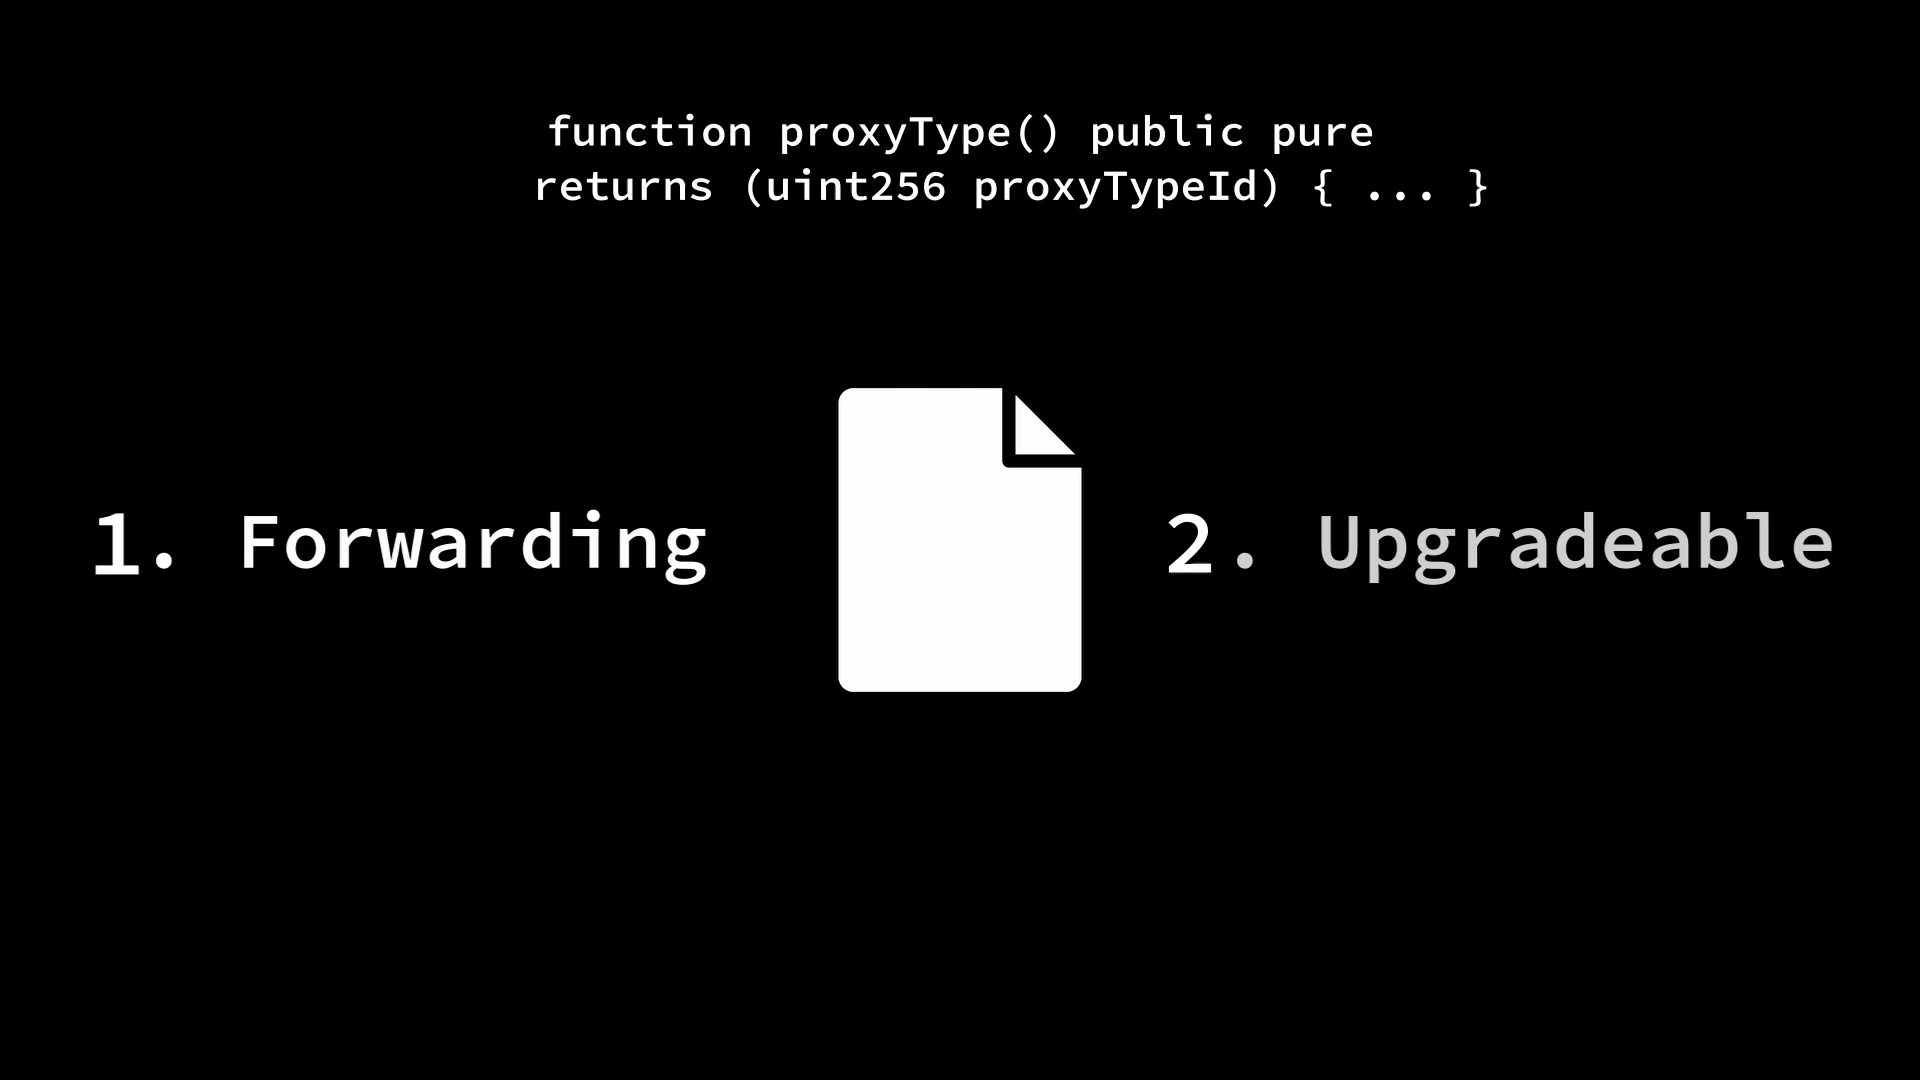 function proxyType() public pure
returns (uint256 proxyTypeId) { ... }
1. Forwarding
2. Upgradeable